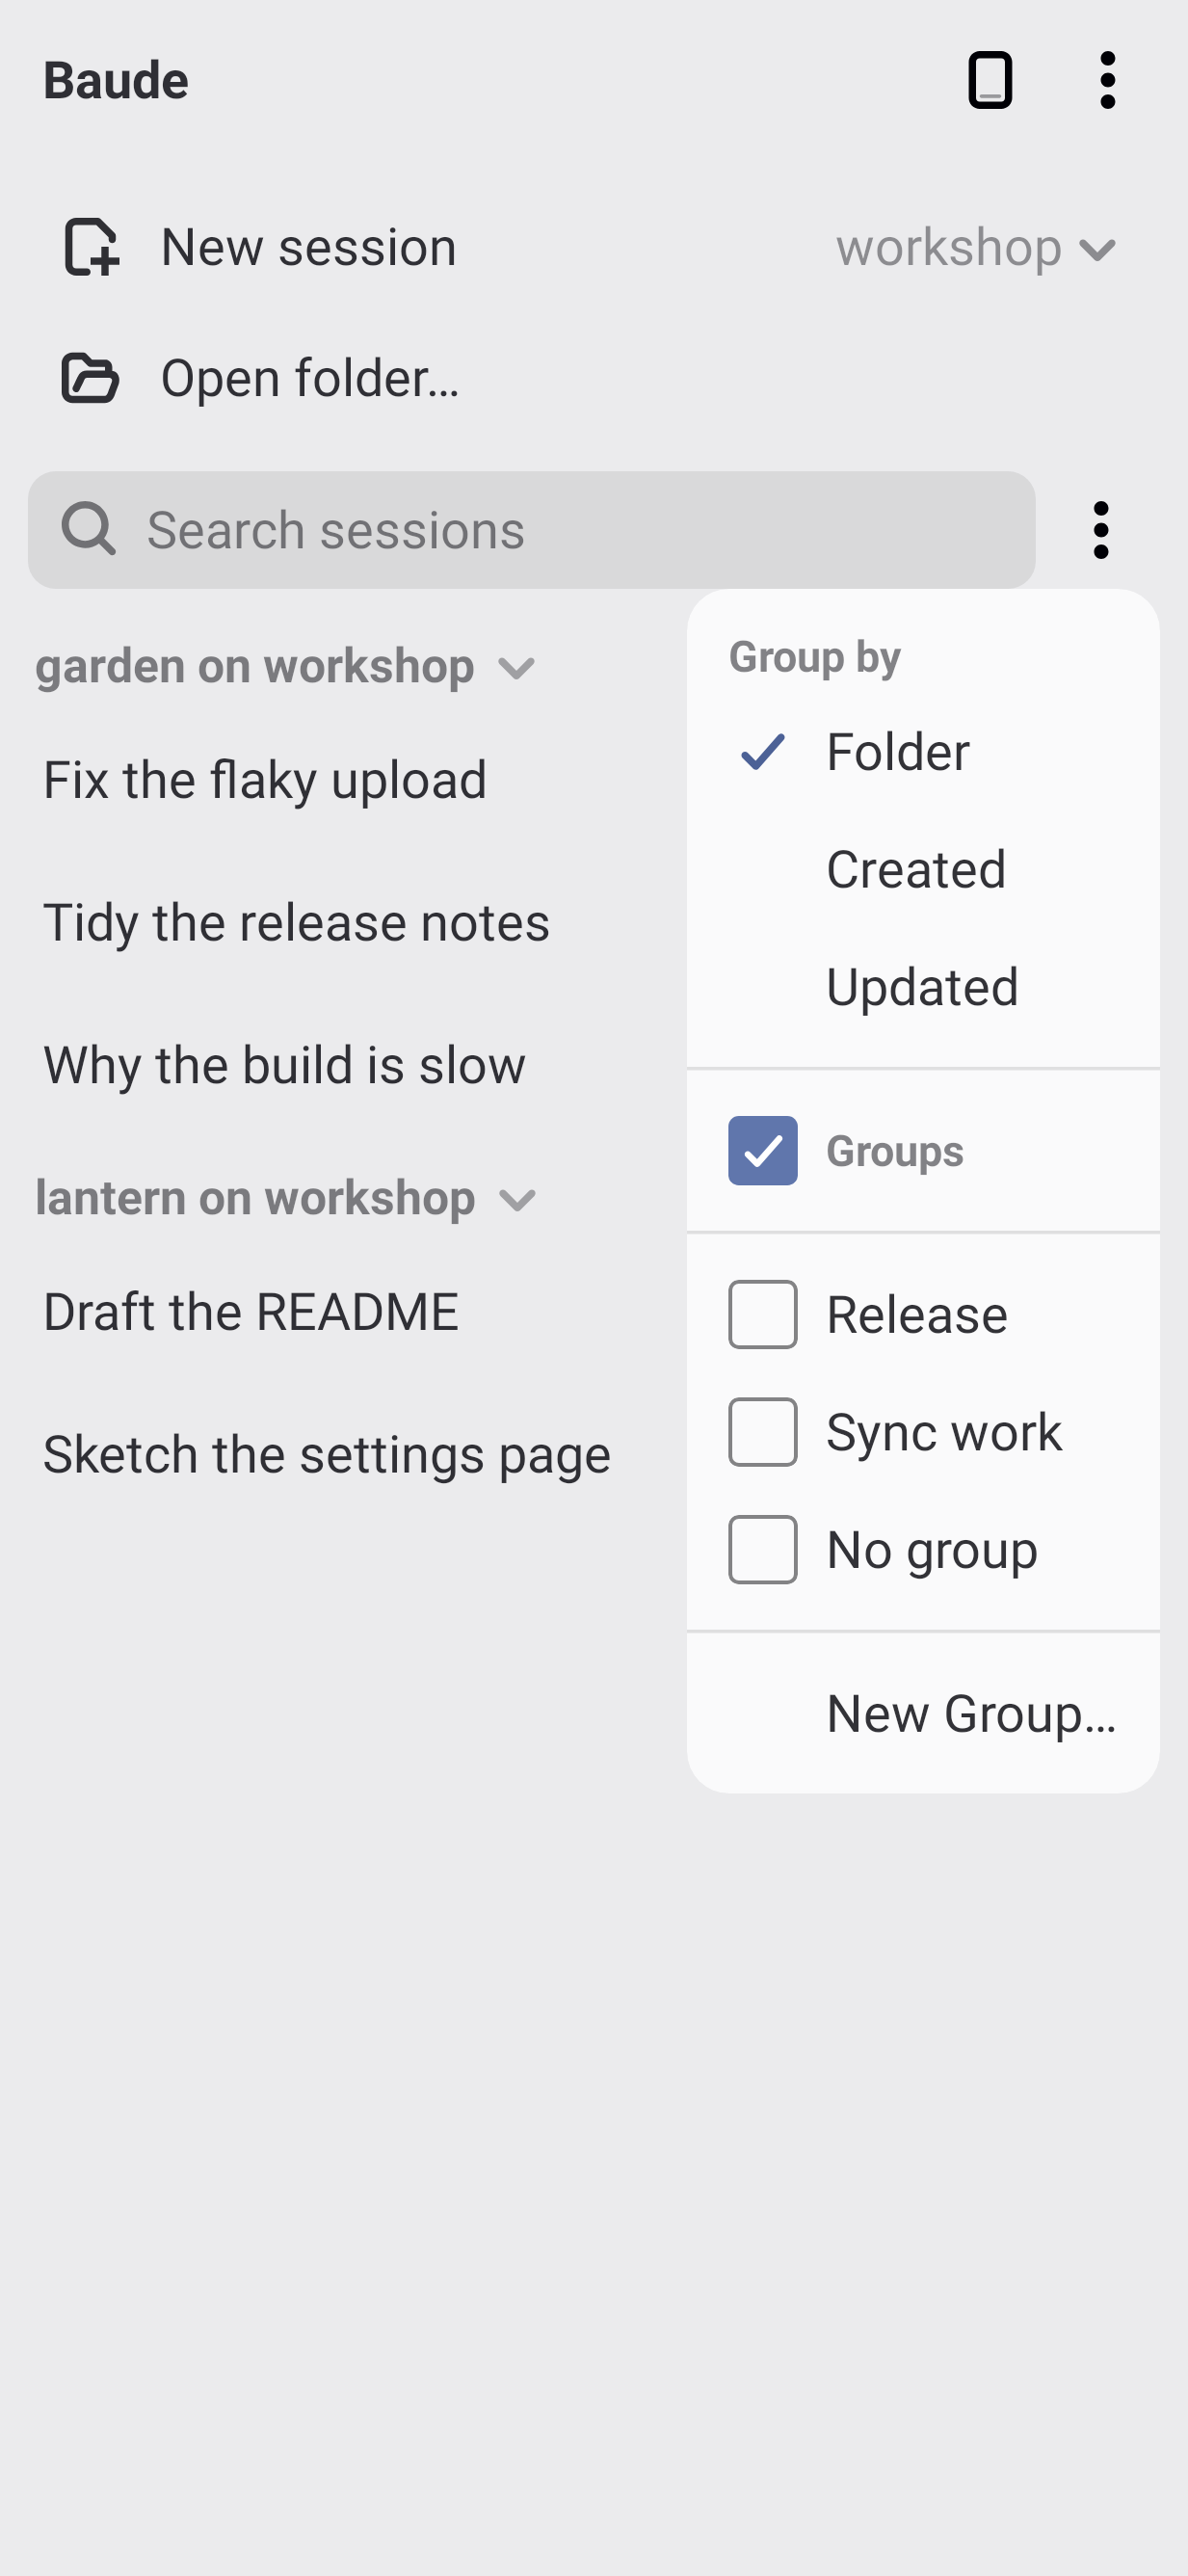 Baude
New session
workshop
Open folder…
Search sessions
garden on workshop
Fix the flaky upload
Tidy the release notes
Why the build is slow
lantern on workshop
Draft the README
Sketch the settings page
Group by
Folder
Created
Updated
Groups
Release
Sync work
No group
New Group…